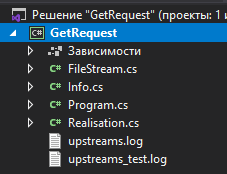 Решение "GetRequest" (проекты: 1 и
GetRequest
Зависимости
C# FileStream.cs
C# Info.cs
C# Program.cs
C# Realisation.cs
upstreams.log
upstreams_test.log